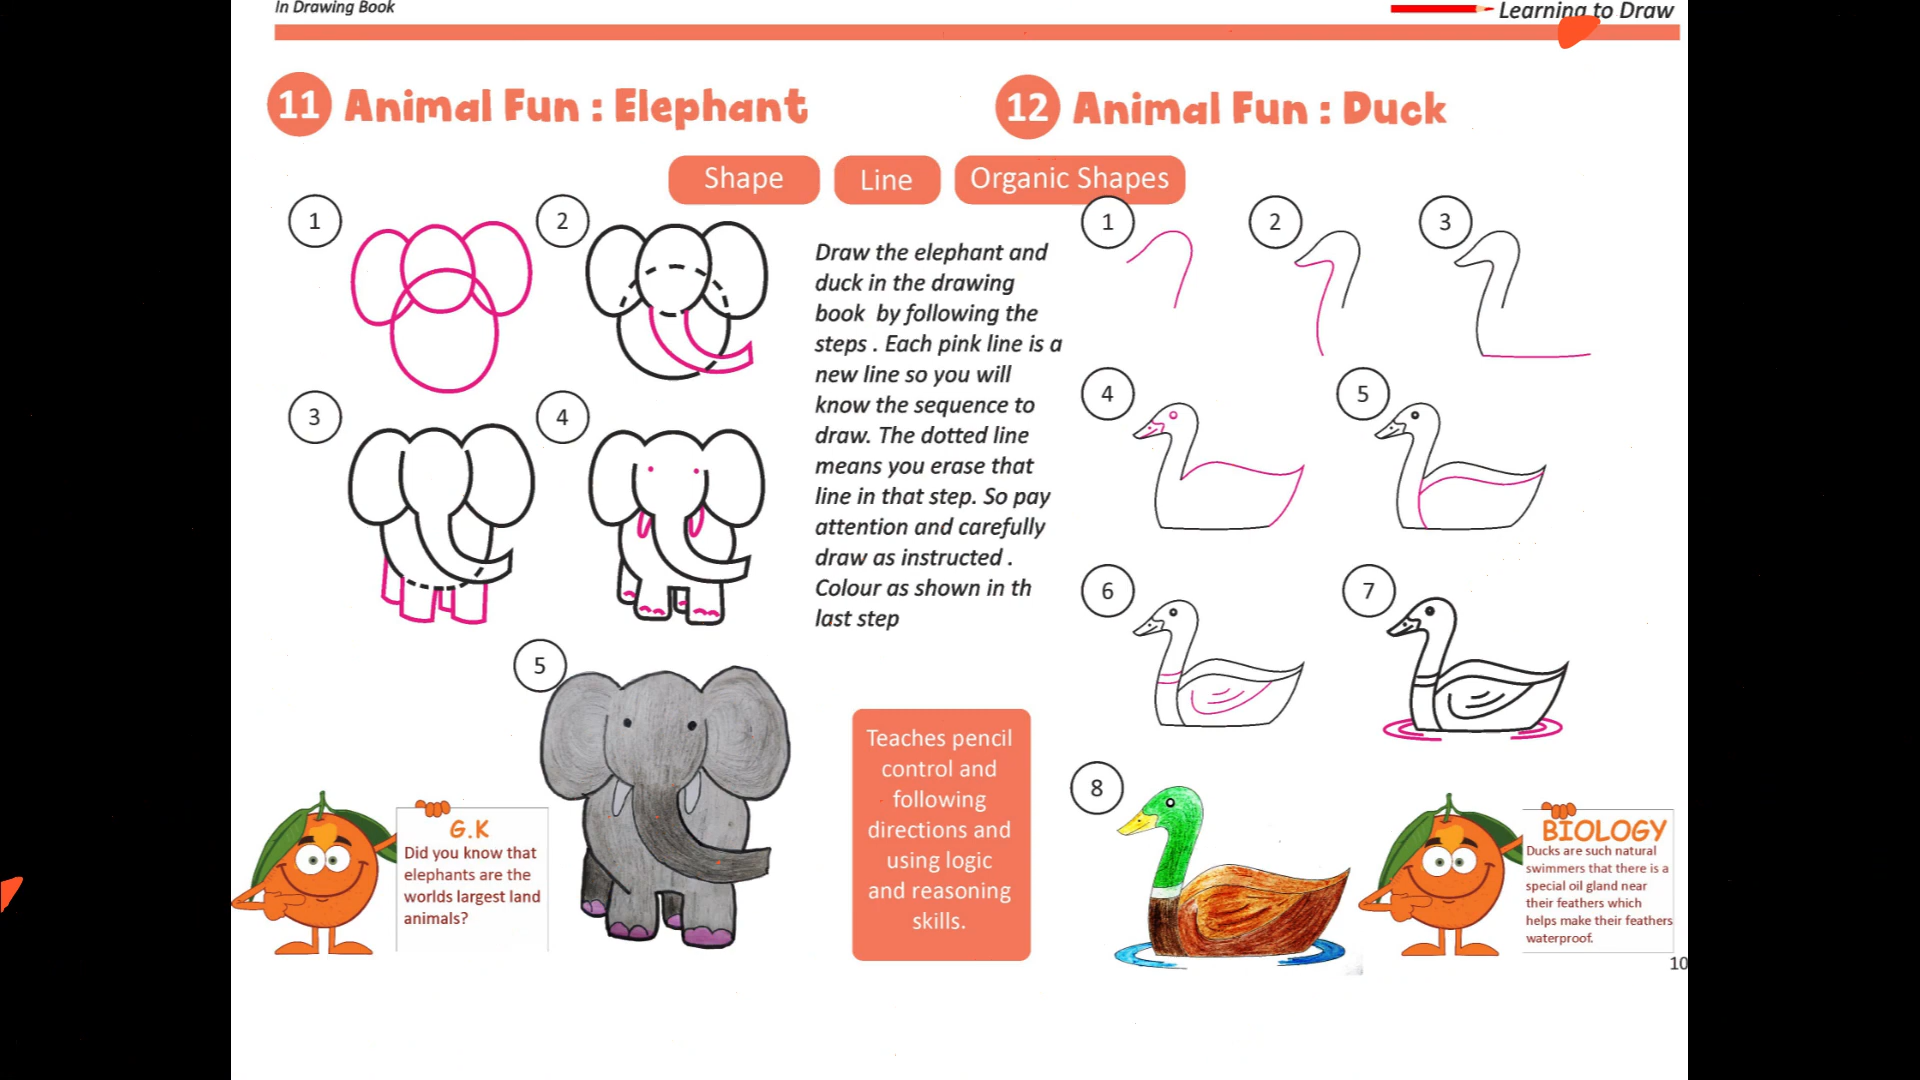 In Drawing Book
Learning to Draw
11 Animal Fun : Elephant
12 Animal Fun : Duck
Shape
Line
Organic Shapes
1
2
3
4
5
Draw the elephant and
duck in the drawing
book by following the
steps . Each pink line is a
new line so you will
know the sequence to
draw. The dotted line
means you erase that
line in that step. So pay
attention and carefully
draw as instructed .
Colour as shown in th
last step
Teaches pencil
control and
following
directions and
using logic
and reasoning
skills.
1
2
3
4
5
6
7
8
G.K
Did you know that
elephants are the
worlds largest land
animals?
BIOLOGY
Ducks are such natural
swimmers that there is a
special oil gland near
their feathers which
helps make their feathers
waterproof.
10